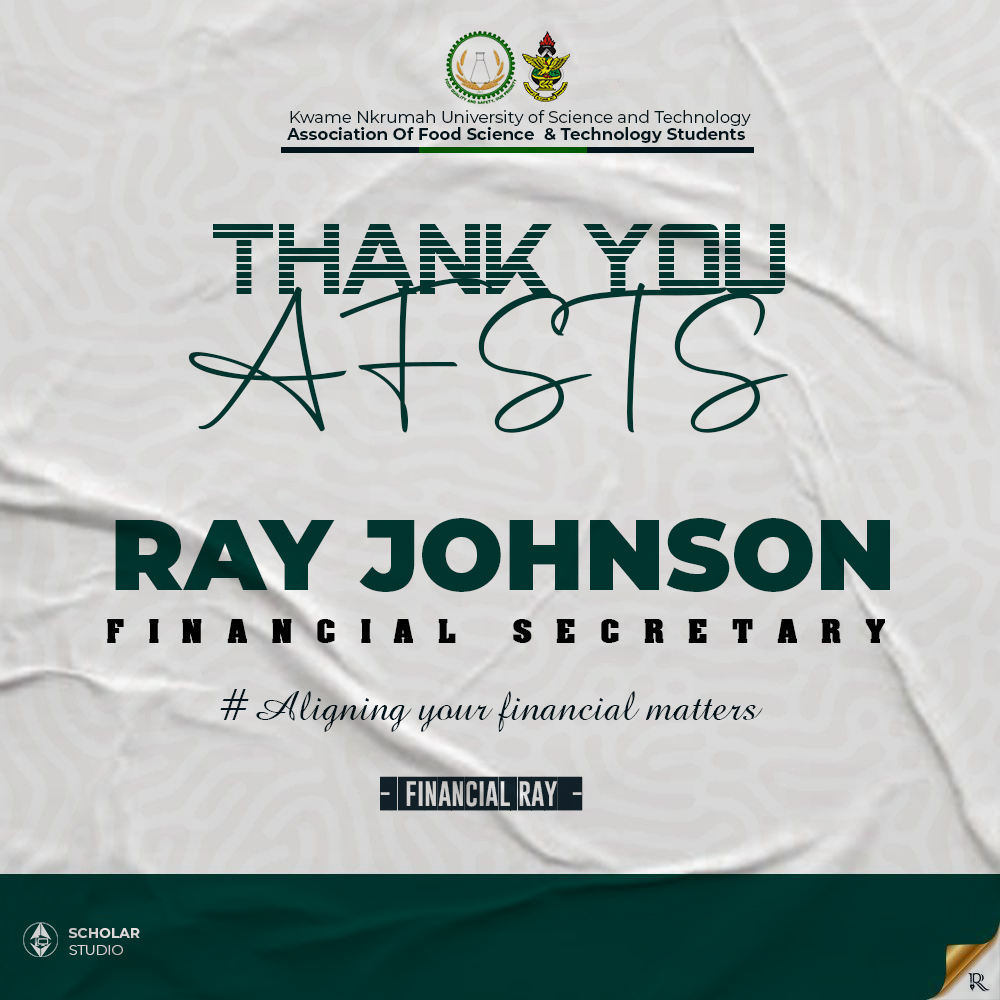 Kwame Nkrumah University of Science and Technology
Association Of Food Science & Technology Students
THANK YOU
AFSTS
RAY JOHNSON
FINANCIAL SECRETARY
# Aligning your financial matters
- FINANCIAL RAY -
SCHOLAR
STUDIO
R